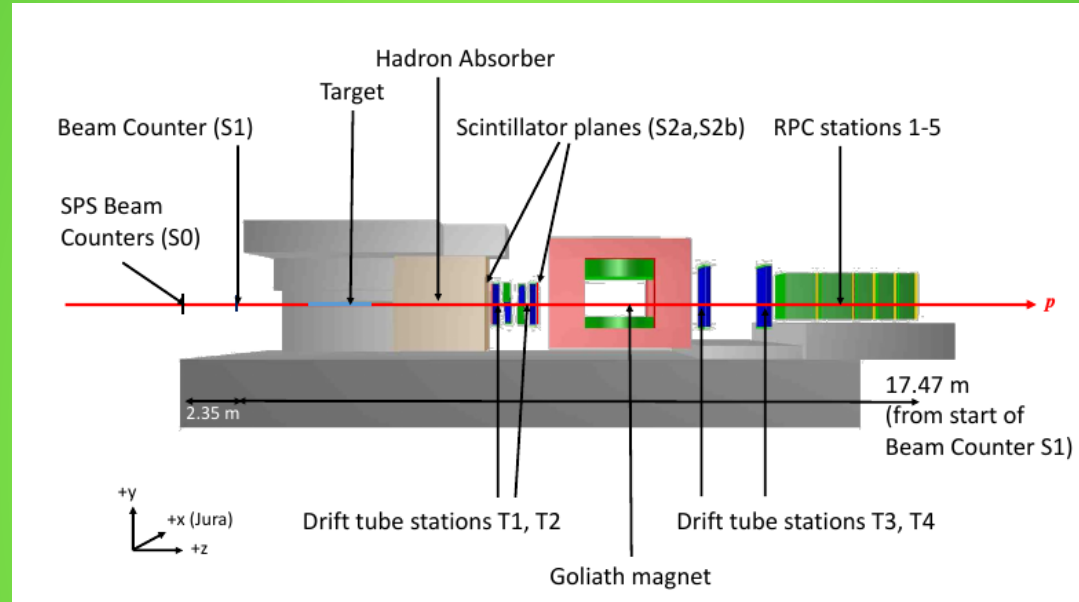 Hadron Absorber
Target
Beam Counter (S1)
Scintillator planes (S2a,S2b)
RPC stations 1-5
SPS Beam
Counters (S0)
p
2.35 m
17.47 m
(from start of
Beam Counter S1)
+y
+x (Jura)
+z
Drift tube stations T1, T2
Drift tube stations T3, T4
Goliath magnet